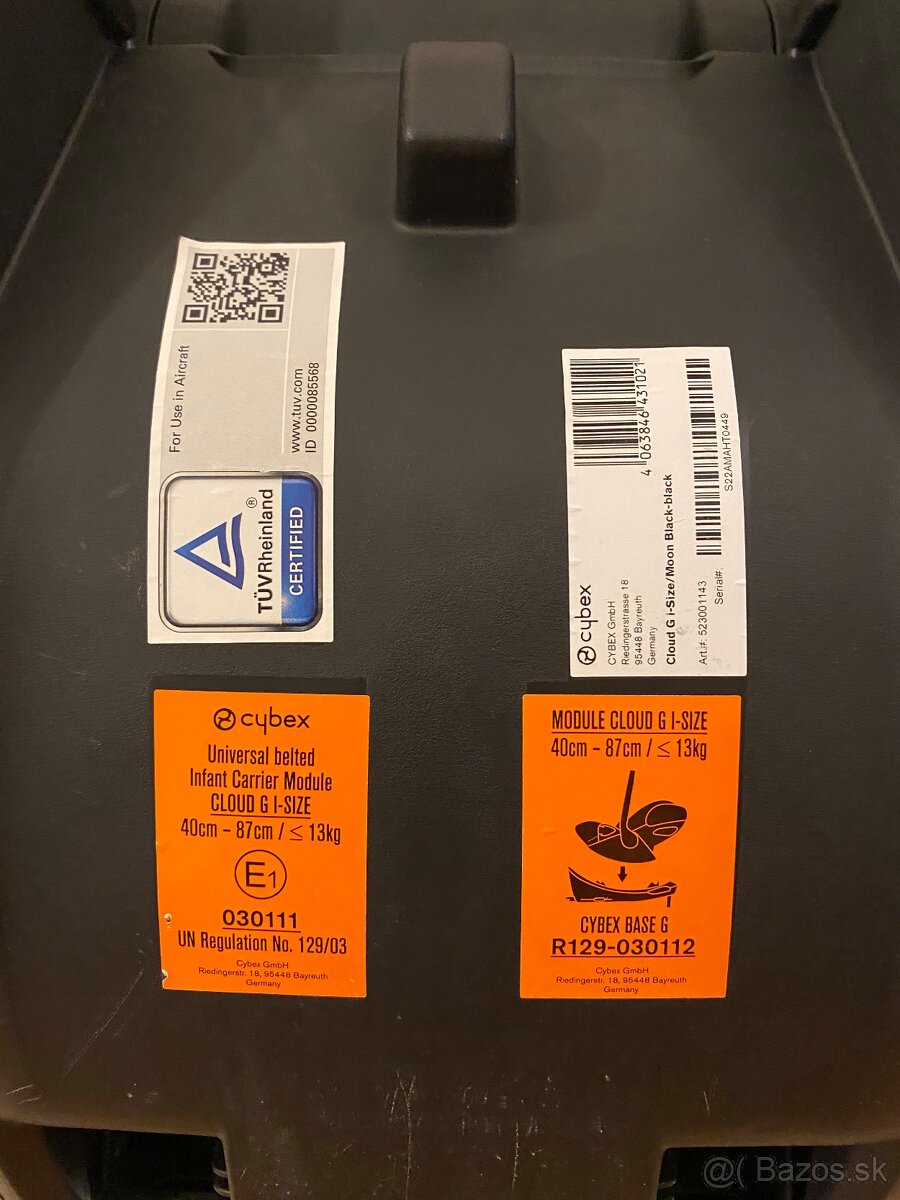 For Use in Aircraft
www.tuv.com
ID 0000085568
TÜVRheinland®
CERTIFIED
4 063846 431021
cybex
CYBEX GmbH
Riedingerstrasse 18
95448 Bayreuth
Germany
Cloud G i-Size/Moon Black-black
Art.#: 523001143
Serial#:
S22AMAHT0449
cybex
Universal belted
Infant Carrier Module
CLOUD G I-SIZE
40cm – 87cm / ≤ 13kg
E1
030111
UN Regulation No. 129/03
Cybex GmbH
Riedingerstr. 18, 95448 Bayreuth
Germany
MODULE CLOUD G I-SIZE
40cm – 87cm / ≤ 13kg
CYBEX BASE G
R129-030112
Cybex GmbH
Riedingerstr. 18, 95448 Bayreuth
Germany
@( Bazos.sk